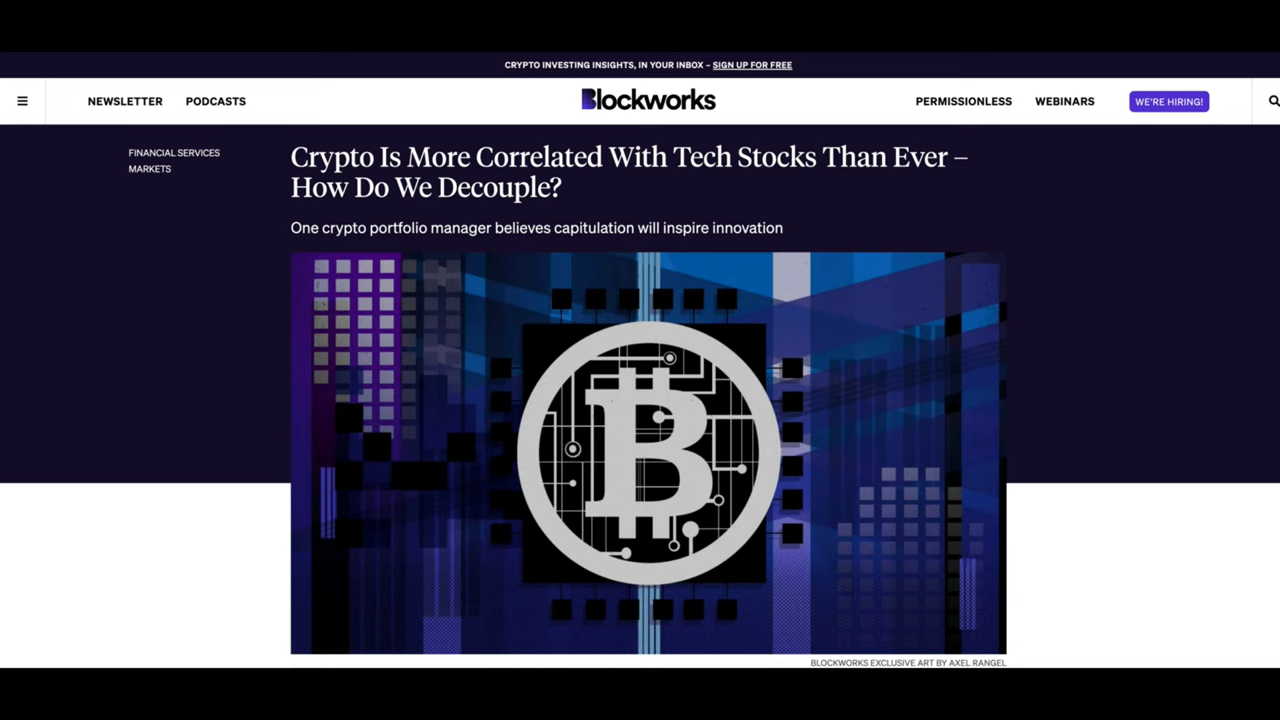 CRYPTO INVESTING INSIGHTS, IN YOUR INBOX – SIGN UP FOR FREE
NEWSLETTER PODCASTS Blockworks PERMISSIONLESS WEBINARS WE'RE HIRING!
FINANCIAL SERVICES
MARKETS
Crypto Is More Correlated With Tech Stocks Than Ever –
How Do We Decouple?
One crypto portfolio manager believes capitulation will inspire innovation
BLOCKWORKS EXCLUSIVE ART BY AXEL RANGEL